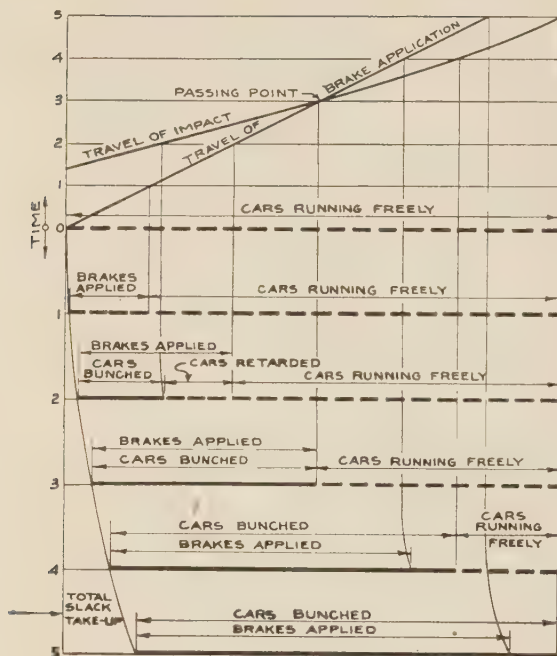 5
BRAKE APPLICATION
4
PASSING POINT
3
TRAVEL OF IMPACT
TRAVEL OF
2
1
CARS RUNNING FREELY
TIME
0
BRAKES
APPLIED
CARS RUNNING FREELY
1
BRAKES APPLIED
CARS
BUNCHED
CARS RETARDED
CARS RUNNING FREELY
2
BRAKES APPLIED
CARS BUNCHED
CARS RUNNING FREELY
3
CARS BUNCHED
CARS
RUNNING
FREELY
BRAKES APPLIED
4
TOTAL
SLACK
TAKE-UP
CARS BUNCHED
BRAKES APPLIED
5